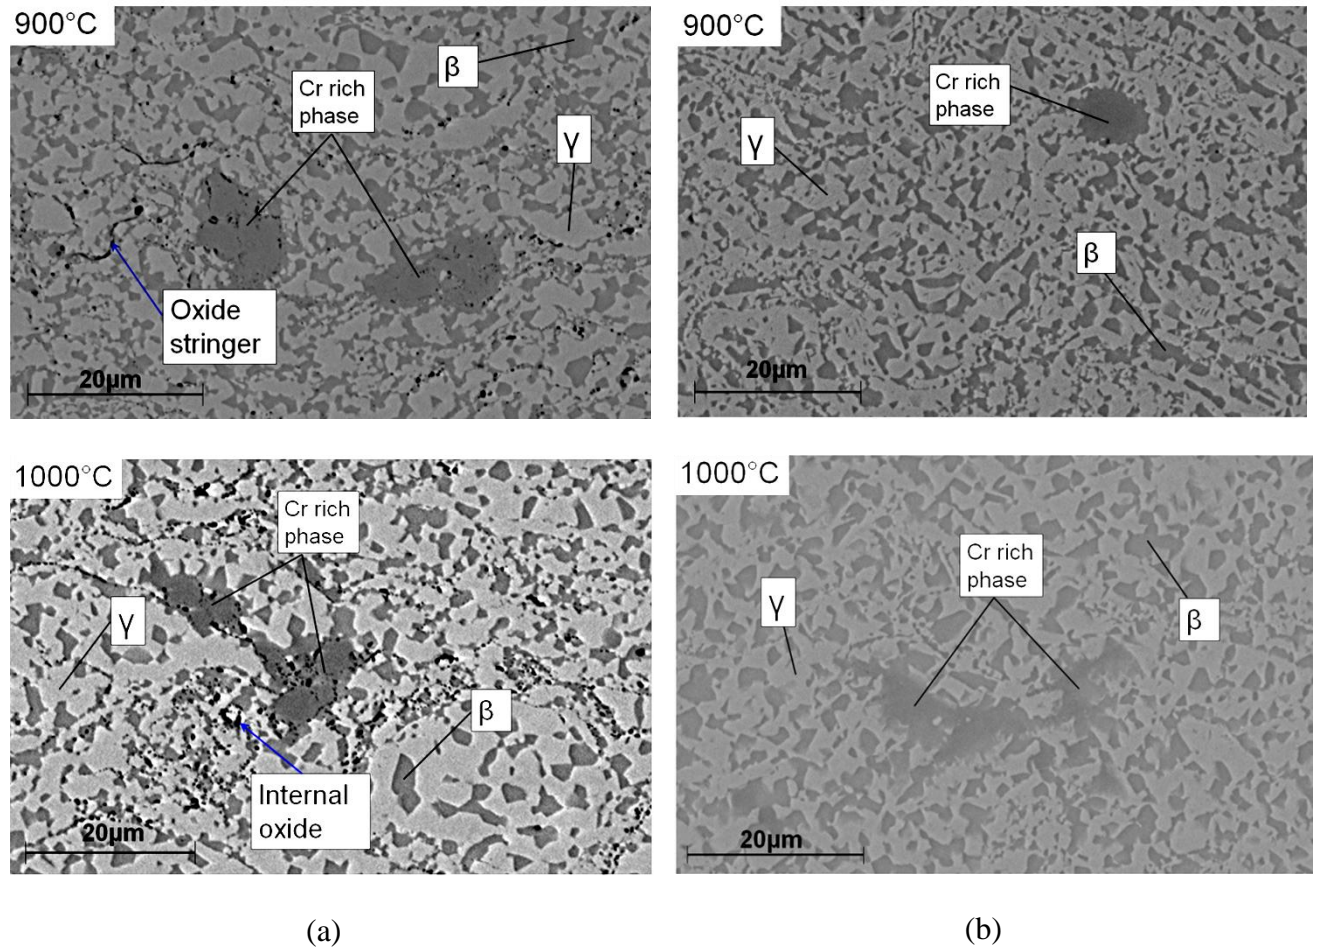 900°C
β
Cr rich
phase
γ
Oxide
stringer
20µm
900°C
Cr rich
phase
γ
β
20µm
1000°C
Cr rich
phase
γ
β
Internal
oxide
20µm
1000°C
Cr rich
phase
γ
β
20µm
(a)
(b)